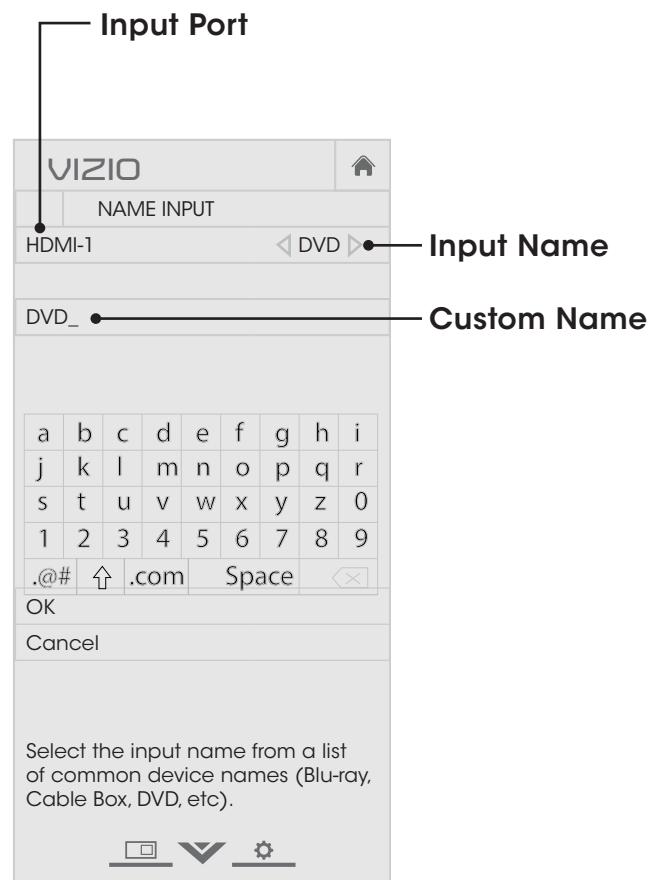 Input Port
VIZIO
NAME INPUT
HDMI-1 DVD
Input Name
DVD_
Custom Name
a b c d e f g h i
j k l m n o p q r
s t u v w x y z 0
1 2 3 4 5 6 7 8 9
.@# .com Space
OK
Cancel
Select the input name from a list
of common device names (Blu-ray,
Cable Box, DVD, etc).